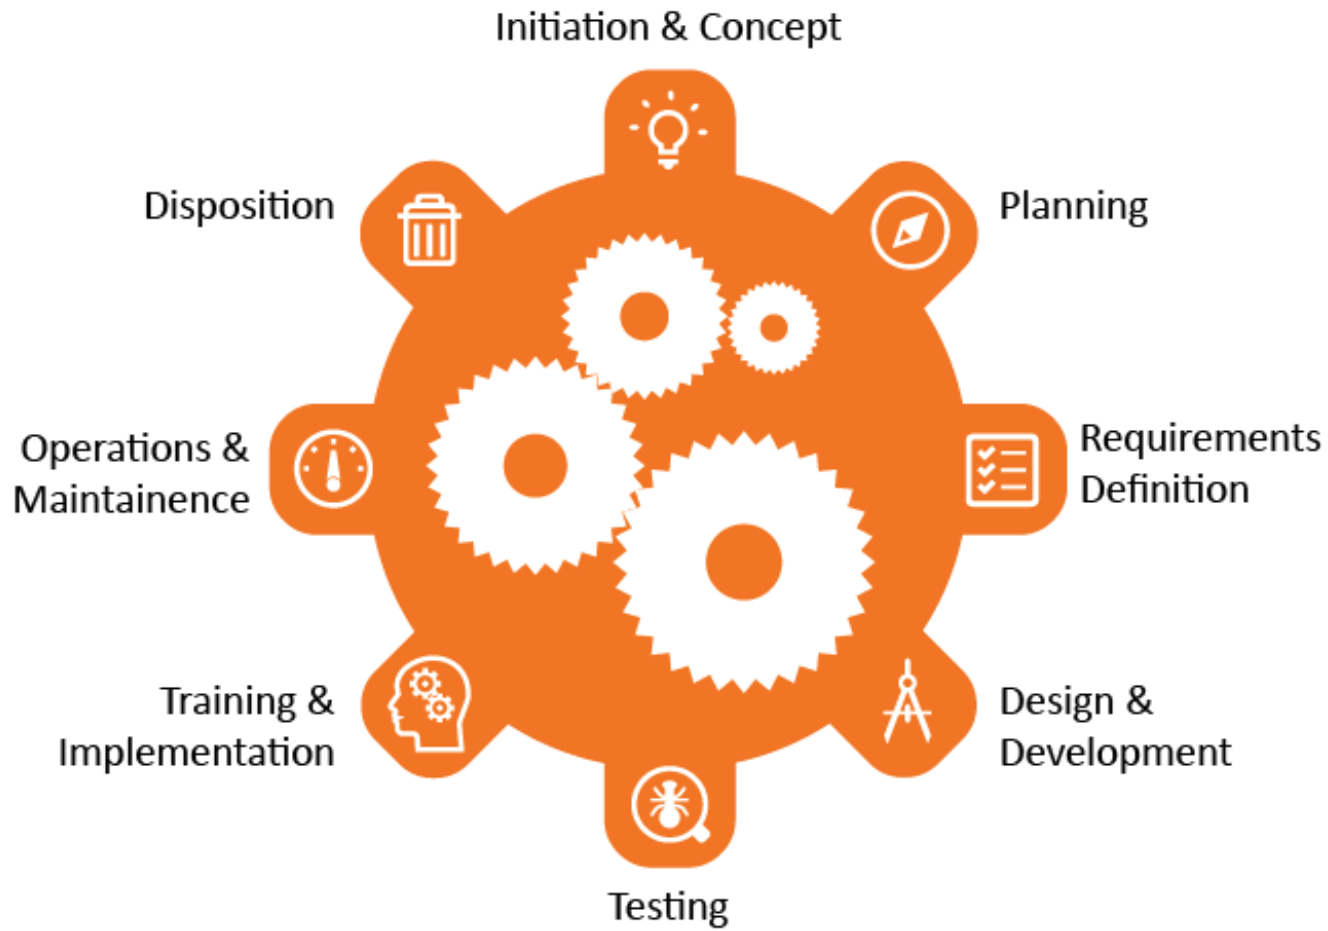 Initiation & Concept
Planning
Requirements
Definition
Design &
Development
Testing
Training &
Implementation
Operations &
Maintainence
Disposition